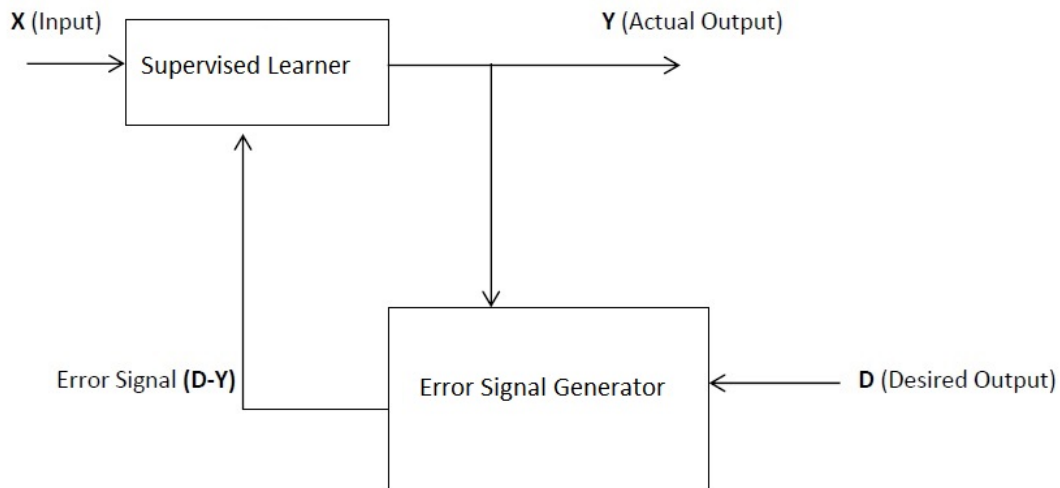 X (Input)
Y (Actual Output)
Supervised Learner
Error Signal (D-Y)
Error Signal Generator
D (Desired Output)